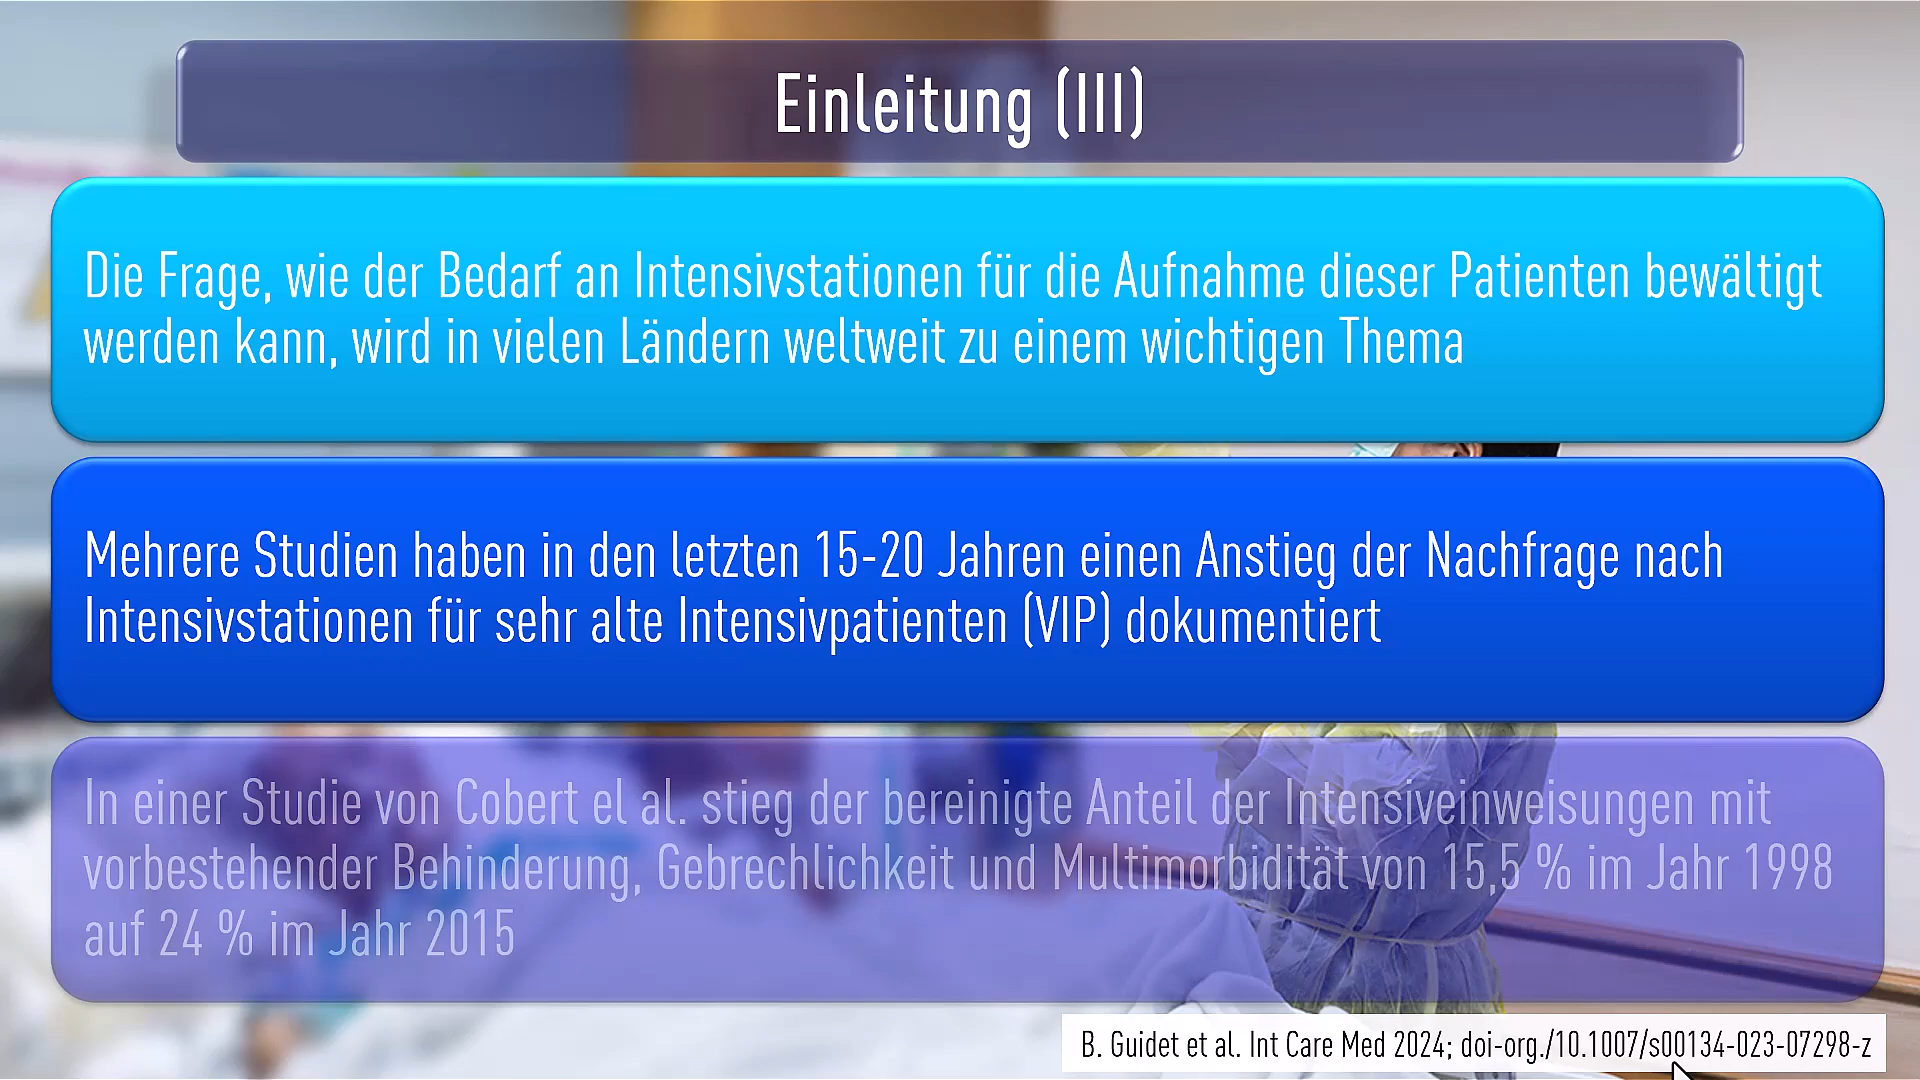 Einleitung (III)
Die Frage, wie der Bedarf an Intensivstationen für die Aufnahme dieser Patienten bewältigt
werden kann, wird in vielen Ländern weltweit zu einem wichtigen Thema
Mehrere Studien haben in den letzten 15-20 Jahren einen Anstieg der Nachfrage nach
Intensivstationen für sehr alte Intensivpatienten (VIP) dokumentiert
In einer Studie von Cobert el al. stieg der bereinigte Anteil der Intensiveinweisungen mit
vorbestehender Behinderung, Gebrechlichkeit und Multimorbidität von 15,5 % im Jahr 1998
auf 24 % im Jahr 2015
B. Guidet et al. Int Care Med 2024; doi-org./10.1007/s00134-023-07298-z